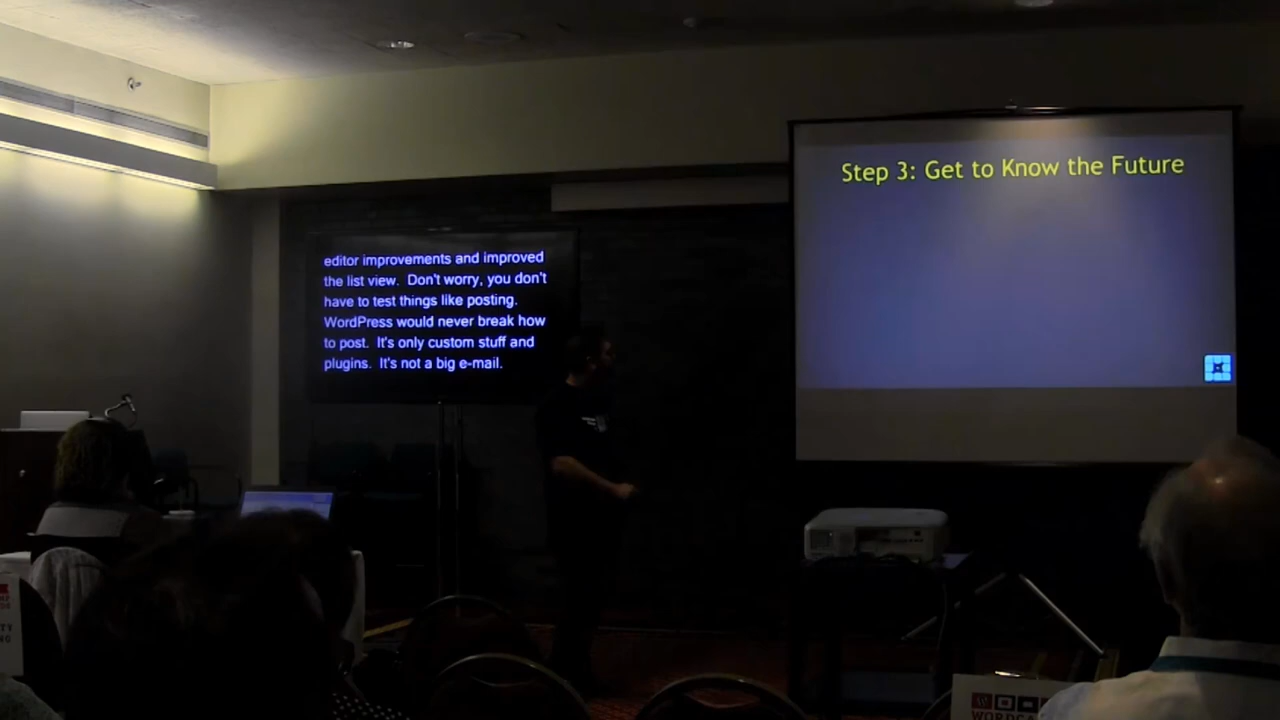 editor improvements and improved
the list view. Don't worry, you don't
have to test things like posting.
WordPress would never break how
to post. It's only custom stuff and
plugins. It's not a big e-mail.
Step 3: Get to Know the Future